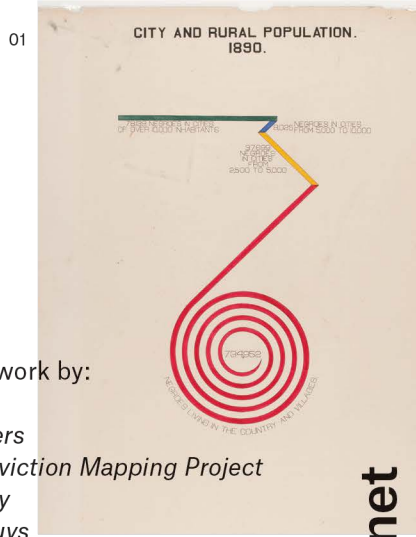 01
CITY AND RURAL POPULATION.
1890.
NEGROES IN CITIES
OF OVER 10,000 INHABITANTS
NEGROES IN CITIES
FROM 5,000 TO 10,000
NEGROES
IN CITIES
FROM
2,500 TO 5,000
734952
NEGROES LIVING IN THE COUNTRY AND VILLAGES
work by:
ers
viction Mapping Project
y
uys
net